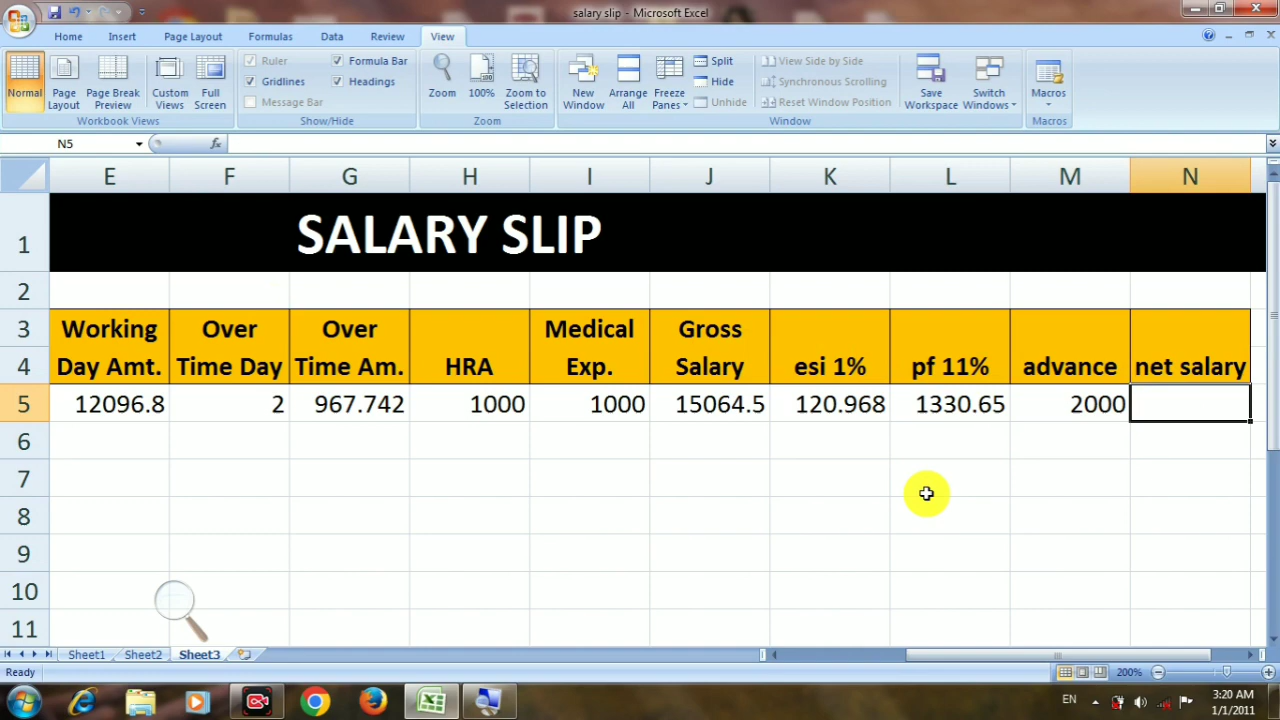 salary slip - Microsoft Excel
Home Insert Page Layout Formulas Data Review View
Normal
Page Layout
Page Break Preview
Custom Views
Full Screen
Workbook Views
Ruler
Formula Bar
Gridlines
Headings
Message Bar
Show/Hide
Zoom
100%
Zoom to Selection
Zoom
New Window
Arrange All
Freeze Panes
Split
Hide
Unhide
View Side by Side
Synchronous Scrolling
Reset Window Position
Window
Save Workspace
Switch Windows
Macros
Macros
N5
fx
E F G H I J K L M N
1 SALARY SLIP
2
3 Working Over Over Medical Gross
4 Day Amt. Time Day Time Am. HRA Exp. Salary esi 1% pf 11% advance net salary
5 12096.8 2 967.742 1000 1000 15064.5 120.968 1330.65 2000
6
7
8
9
10
11
Sheet1 Sheet2 Sheet3
Ready
200%
EN
3:20 AM
1/1/2011